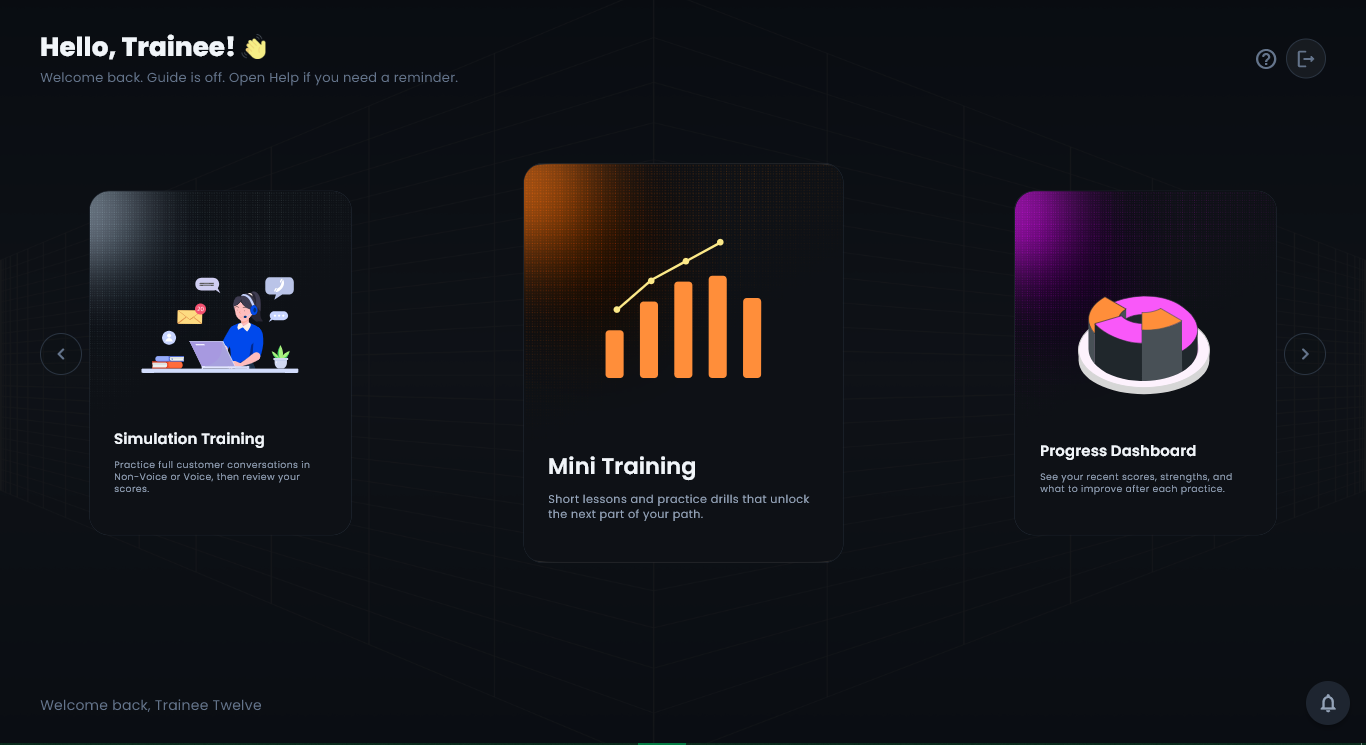 Hello, Trainee! 👋
Welcome back. Guide is off. Open Help if you need a reminder.
Simulation Training
Practice full customer conversations in
Non-Voice or Voice, then review your
scores.
Mini Training
Short lessons and practice drills that unlock
the next part of your path.
Progress Dashboard
See your recent scores, strengths, and
what to improve after each practice.
Welcome back, Trainee Twelve